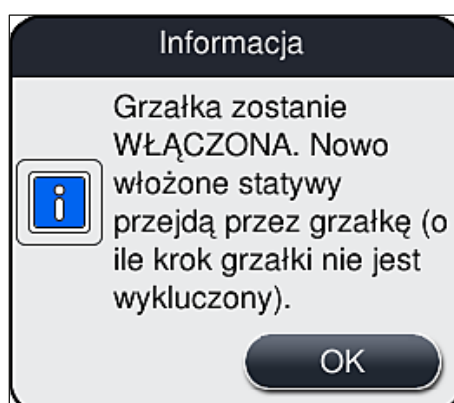 Informacja
Grzałka zostanie
WŁĄCZONA. Nowo
włożone statywy
przejdą przez grzałkę (o
ile krok grzałki nie jest
wykluczony).
OK